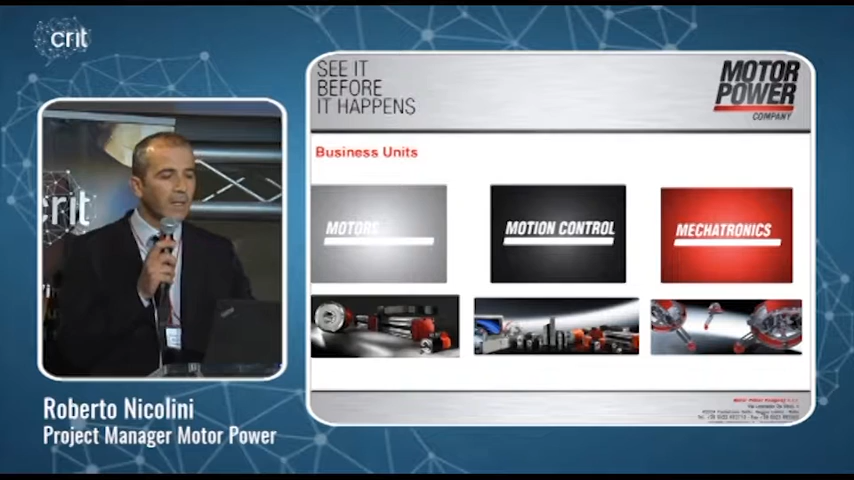 crit
SEE IT
BEFORE
IT HAPPENS
MOTOR
POWER
COMPANY
Business Units
MOTORS
MOTION CONTROL
MECHATRONICS
crit
Roberto Nicolini
Project Manager Motor Power